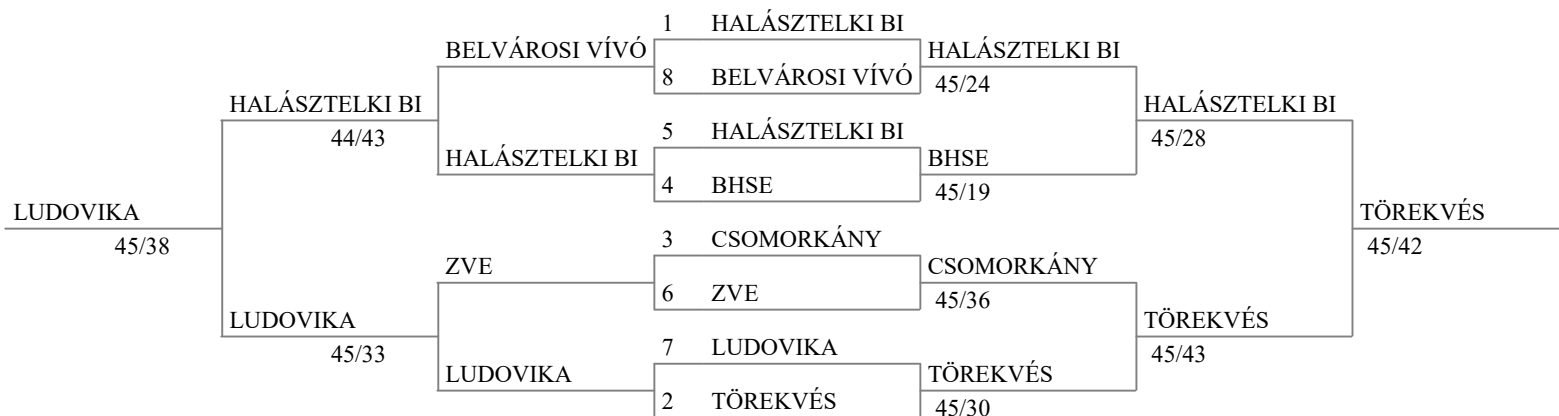 1 HALÁSZTELKI BI
BELVÁROSI VÍVÓ HALÁSZTELKI BI
8 BELVÁROSI VÍVÓ 45/24
HALÁSZTELKI BI HALÁSZTELKI BI
44/43 5 HALÁSZTELKI BI 45/28
HALÁSZTELKI BI BHSE
4 BHSE 45/19
LUDOVIKA TÖREKVÉS
45/38 3 CSOMORKÁNY 45/42
ZVE CSOMORKÁNY
6 ZVE 45/36
LUDOVIKA TÖREKVÉS
45/33 7 LUDOVIKA 45/43
LUDOVIKA TÖREKVÉS
2 TÖREKVÉS 45/30